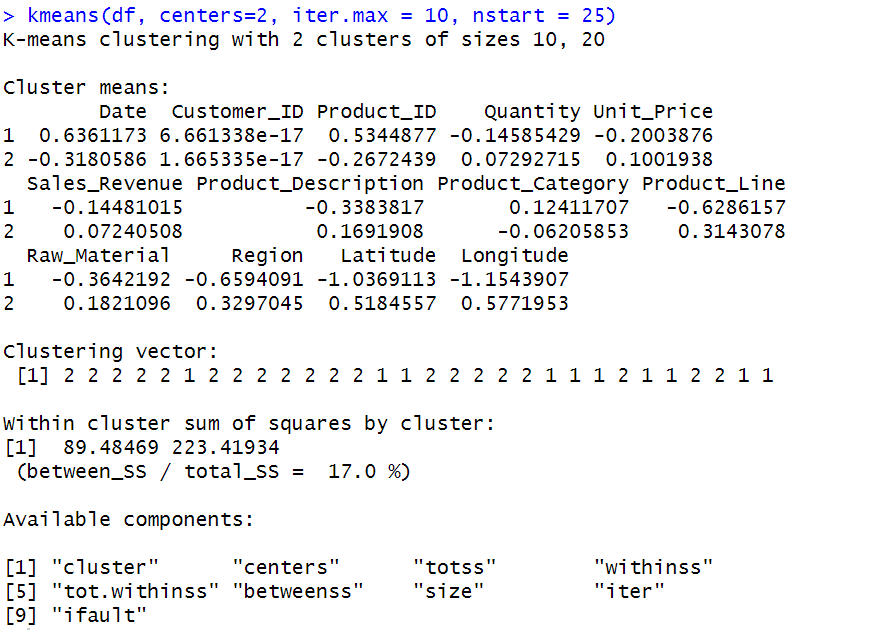 > kmeans(df, centers=2, iter.max = 10, nstart = 25)
K-means clustering with 2 clusters of sizes 10, 20
Cluster means:
Date Customer_ID Product_ID Quantity Unit_Price
1 0.6361173 6.661338e-17 0.5344877 -0.14585429 -0.2003876
2 -0.3180586 1.665335e-17 -0.2672439 0.07292715 0.1001938
Sales_Revenue Product_Description Product_Category Product_Line
1 -0.14481015 -0.3383817 0.12411707 -0.6286157
2 0.07240508 0.1691908 -0.06205853 0.3143078
Raw_Material Region Latitude Longitude
1 -0.3642192 -0.6594091 -1.0369113 -1.1543907
2 0.1821096 0.3297045 0.5184557 0.5771953
Clustering vector:
[1] 2 2 2 2 2 1 2 2 2 2 2 2 2 1 1 2 2 2 2 2 1 1 1 2 1 1 2 2 1 1
Within cluster sum of squares by cluster:
[1] 89.48469 223.41934
(between_SS / total_SS = 17.0 %)
Available components:
[1] "cluster" "centers" "totss" "withinss"
[5] "tot.withinss" "betweenss" "size" "iter"
[9] "ifault"